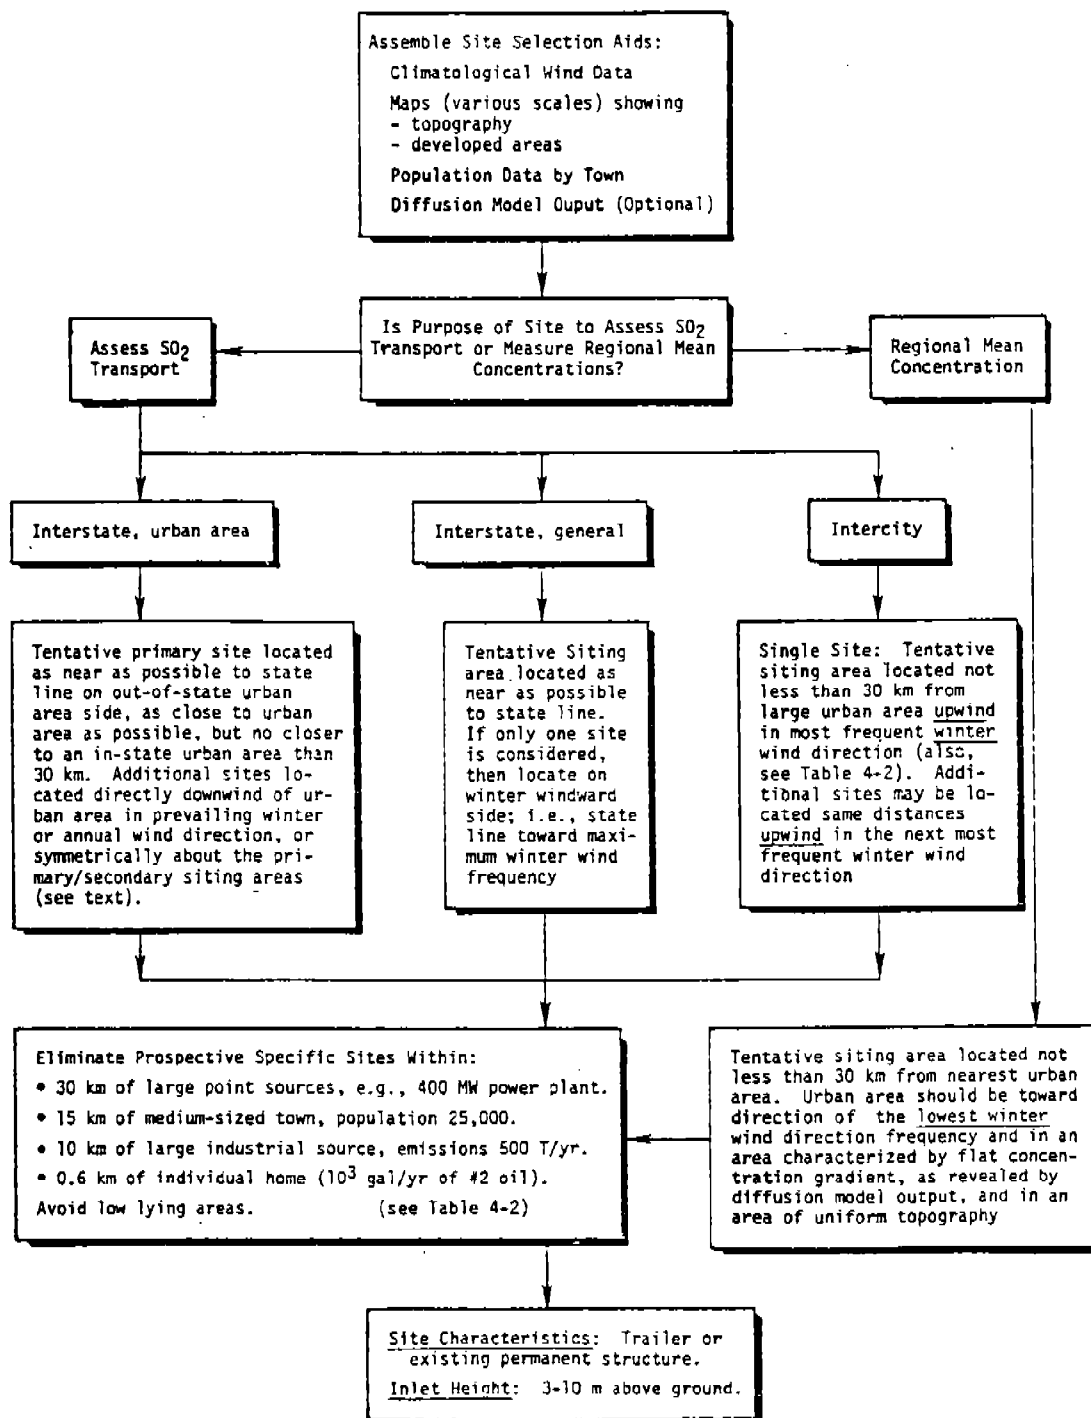 Assemble Site Selection Aids:
Climatological Wind Data
Maps (various scales) showing
- topography
- developed areas
Population Data by Town
Diffusion Model Ouput (Optional)
Is Purpose of Site to Assess SO2
Transport or Measure Regional Mean
Concentrations?
Assess SO2
Transport
Regional Mean
Concentration
Interstate, urban area
Interstate, general
Intercity
Tentative primary site located
as near as possible to state
line on out-of-state urban
area side, as close to urban
area as possible, but no closer
to an in-state urban area than
30 km. Additional sites lo-
cated directly downwind of ur-
ban area in prevailing winter
or annual wind direction, or
symmetrically about the pri-
mary/secondary siting areas
(see text).
Tentative Siting
area located as
near as possible
to state line.
If only one site
is considered,
then locate on
winter windward
side; i.e., state
line toward maxi-
mum winter wind
frequency
Single Site: Tentative
siting area located not
less than 30 km from
large urban area upwind
in most frequent winter
wind direction (also,
see Table 4-2). Addi-
tional sites may be lo-
cated same distances
upwind in the next most
frequent winter wind
direction
Eliminate Prospective Specific Sites Within:
• 30 km of large point sources, e.g., 400 MW power plant.
• 15 km of medium-sized town, population 25,000.
• 10 km of large industrial source, emissions 500 T/yr.
• 0.6 km of individual home (10³ gal/yr of #2 oil).
Avoid low lying areas. (see Table 4-2)
Tentative siting area located not
less than 30 km from nearest urban
area. Urban area should be toward
direction of the lowest winter
wind direction frequency and in an
area characterized by flat concen-
tration gradient, as revealed by
diffusion model output, and in an
area of uniform topography
Site Characteristics: Trailer or
existing permanent structure.
Inlet Height: 3-10 m above ground.